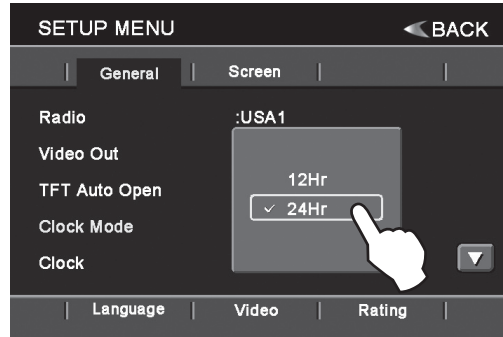 SETUP MENU BACK
General Screen
Radio :USA1
Video Out
TFT Auto Open
Clock Mode
Clock
12Hr
✓ 24Hr
Language Video Rating